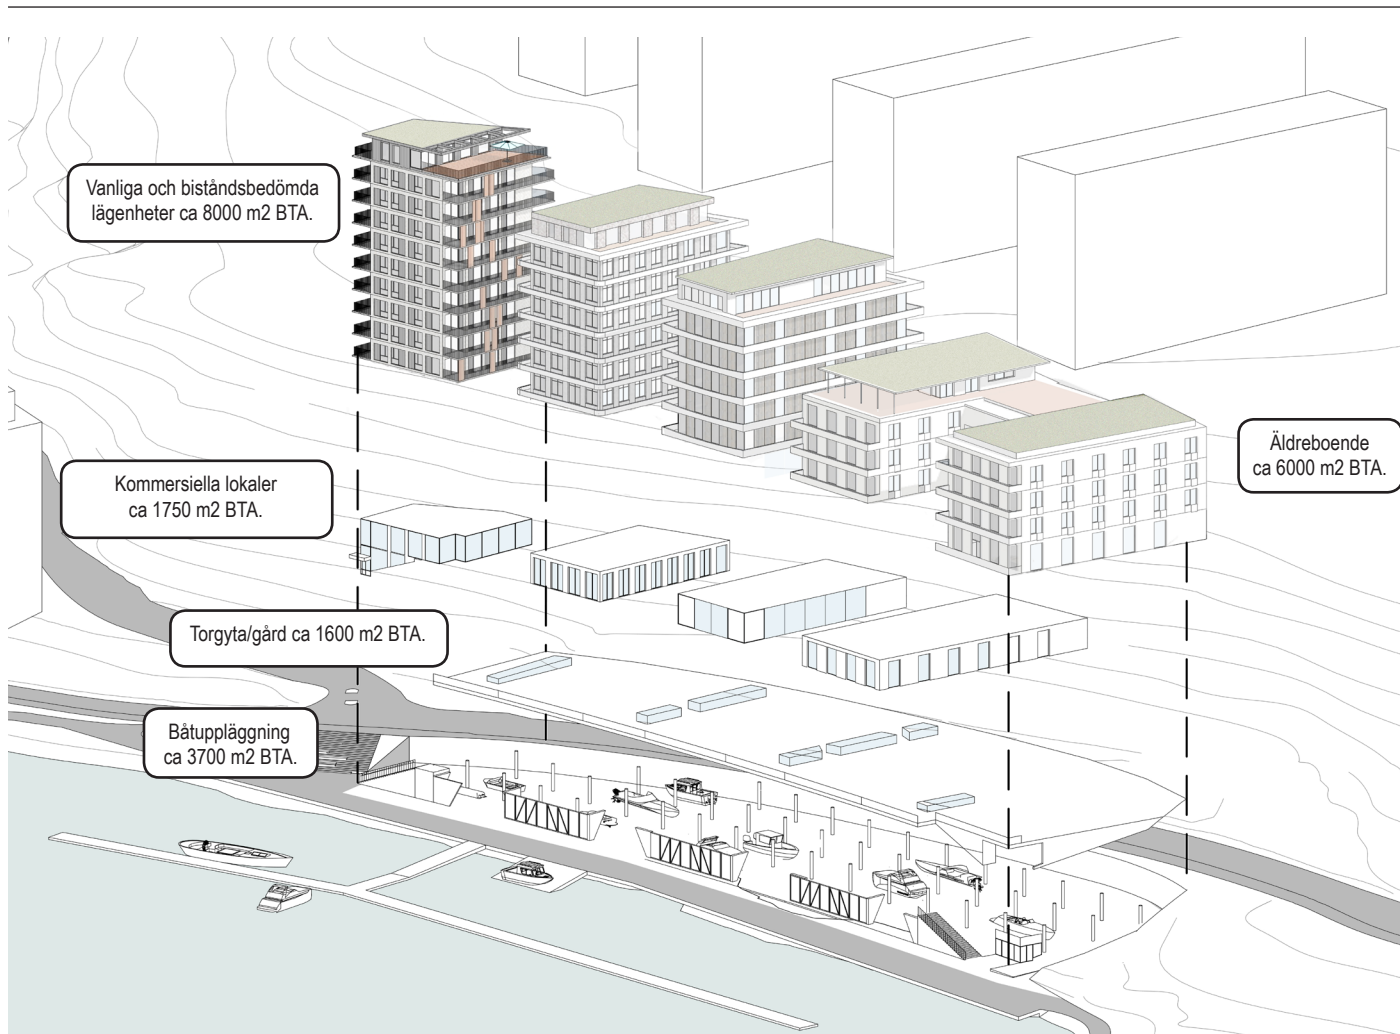 Vanliga och biståndsbedömda
lägenheter ca 8000 m2 BTA.
Äldreboende
ca 6000 m2 BTA.
Kommersiella lokaler
ca 1750 m2 BTA.
Torgyta/gård ca 1600 m2 BTA.
Båtuppläggning
ca 3700 m2 BTA.